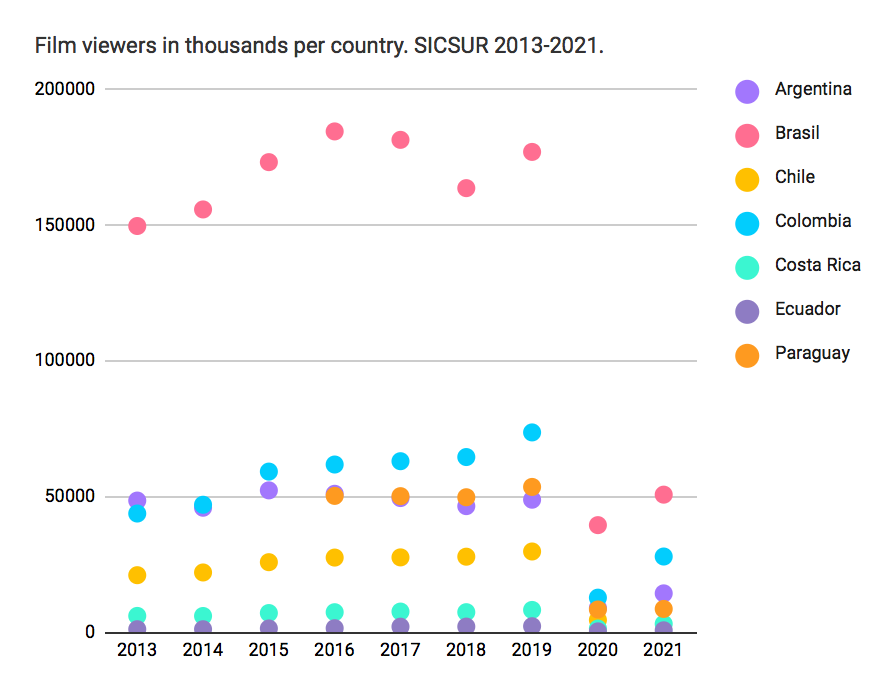 Film viewers in thousands per country. SICSUR 2013-2021.
200000
150000
100000
50000
0
2013 2014 2015 2016 2017 2018 2019 2020 2021
Argentina
Brasil
Chile
Colombia
Costa Rica
Ecuador
Paraguay